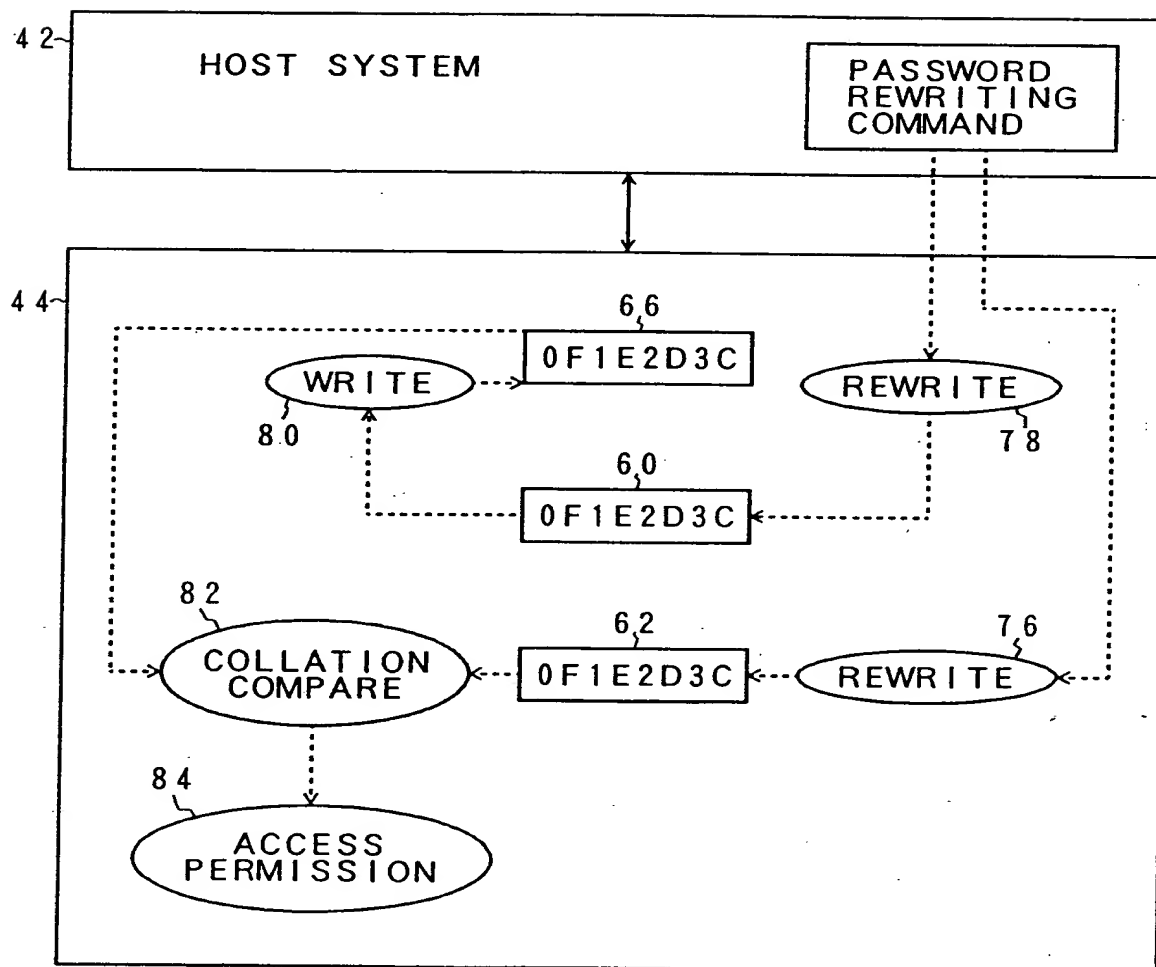 42
HOST SYSTEM
PASSWORD
REWRITING
COMMAND
44
66
0F1E2D3C
WRITE
80
REWRITE
78
60
0F1E2D3C
82
COLLATION
COMPARE
62
0F1E2D3C
76
REWRITE
84
ACCESS
PERMISSION